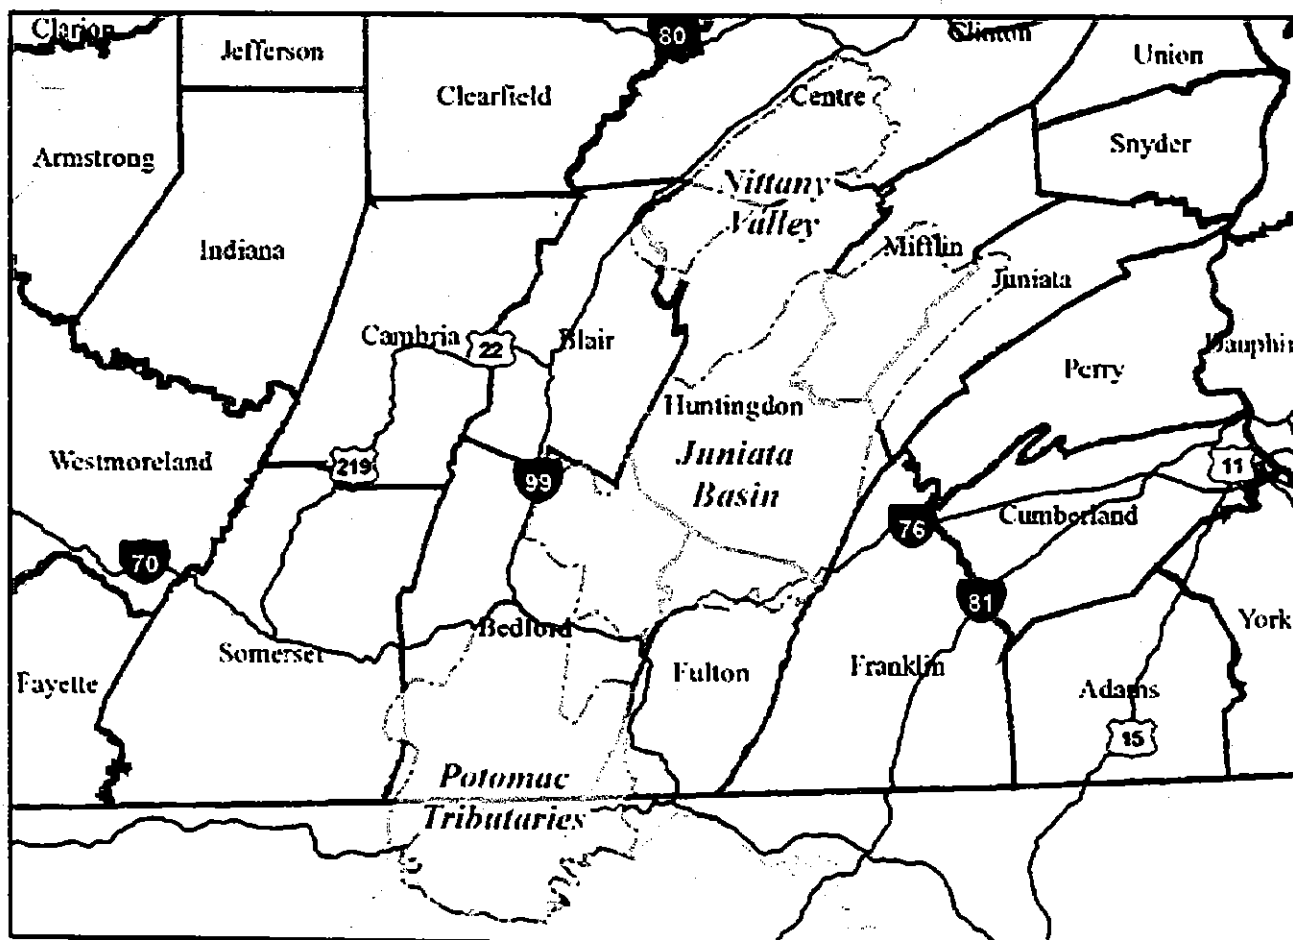 Clarion
Jefferson
80
Clinton
Union
Clearfield
Centre
Armstrong
Snyder
Nittany
Valley
Indiana
Mifflin
Juniata
Cambria
22
Blair
Dauphin
Perry
Huntingdon
Westmoreland
219
Juniata
Basin
11
99
76
Cumberland
70
81
York
Bedford
Somerset
Fayette
Fulton
Franklin
Adams
15
Potomac
Tributaries